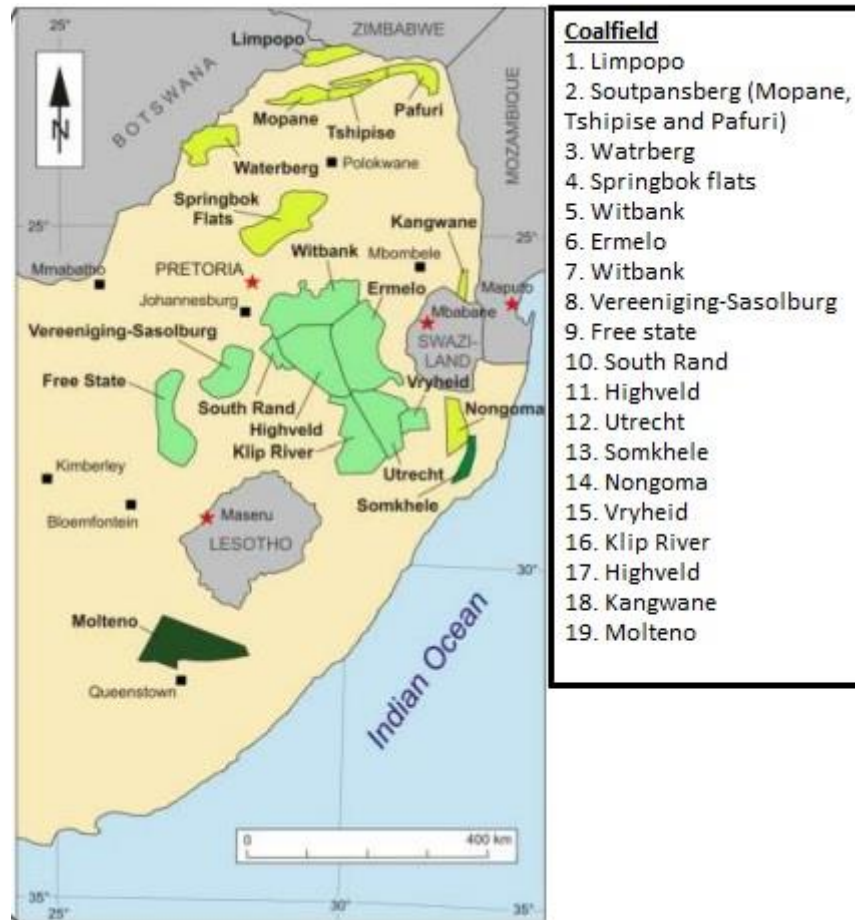 25°
ZIMBABWE
Limpopo
N
BOTSWANA
Mopane
Pafuri
Tshipise
MOZAMBIQUE
Waterberg
Polokwane
Springbok
Flats
25°
Kangwane
25°
Witbank
Mbombele
Mmabatho
PRETORIA
Ermelo
Maputo
Johannesburg
Mbabane
Vereeniging-Sasolburg
SWAZI-
LAND
Free State
Vryheid
South Rand
Nongoma
Highveld
Klip River
Kimberley
Utrecht
Somkhele
Bloemfontein
Maseru
LESOTHO
30°
Molteno
Queenstown
Indian Ocean
0
400 km
35°
25°
30°
35°
Coalfield
1. Limpopo
2. Soutpansberg (Mopane,
Tshipise and Pafuri)
3. Watrberg
4. Springbok flats
5. Witbank
6. Ermelo
7. Witbank
8. Vereeniging-Sasolburg
9. Free state
10. South Rand
11. Highveld
12. Utrecht
13. Somkhele
14. Nongoma
15. Vryheid
16. Klip River
17. Highveld
18. Kangwane
19. Molteno